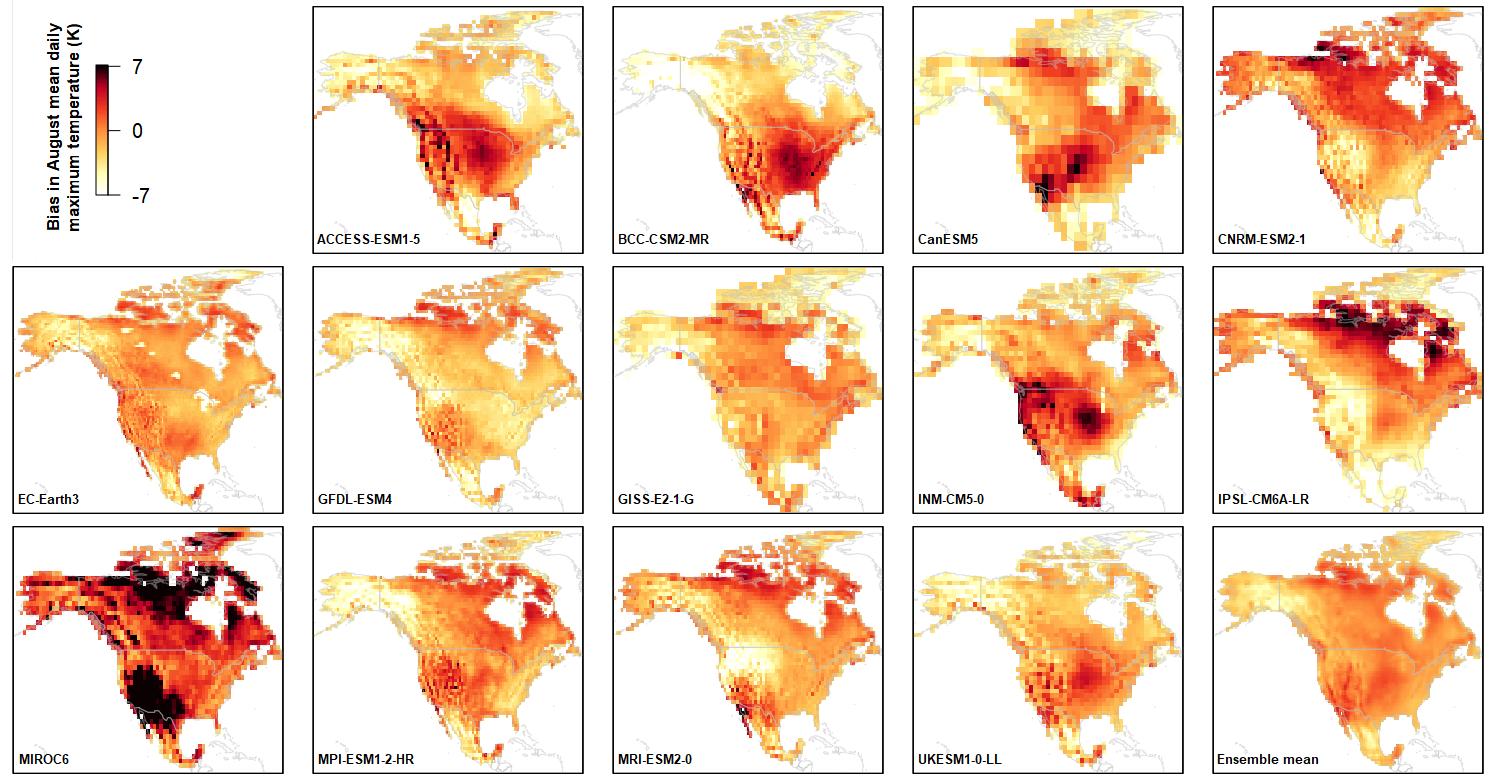 Bias in August mean daily
maximum temperature (K)
7
0
-7
ACCESS-ESM1-5
BCC-CSM2-MR
CanESM5
CNRM-ESM2-1
EC-Earth3
GFDL-ESM4
GISS-E2-1-G
INM-CM5-0
IPSL-CM6A-LR
MIROC6
MPI-ESM1-2-HR
MRI-ESM2-0
UKESM1-0-LL
Ensemble mean